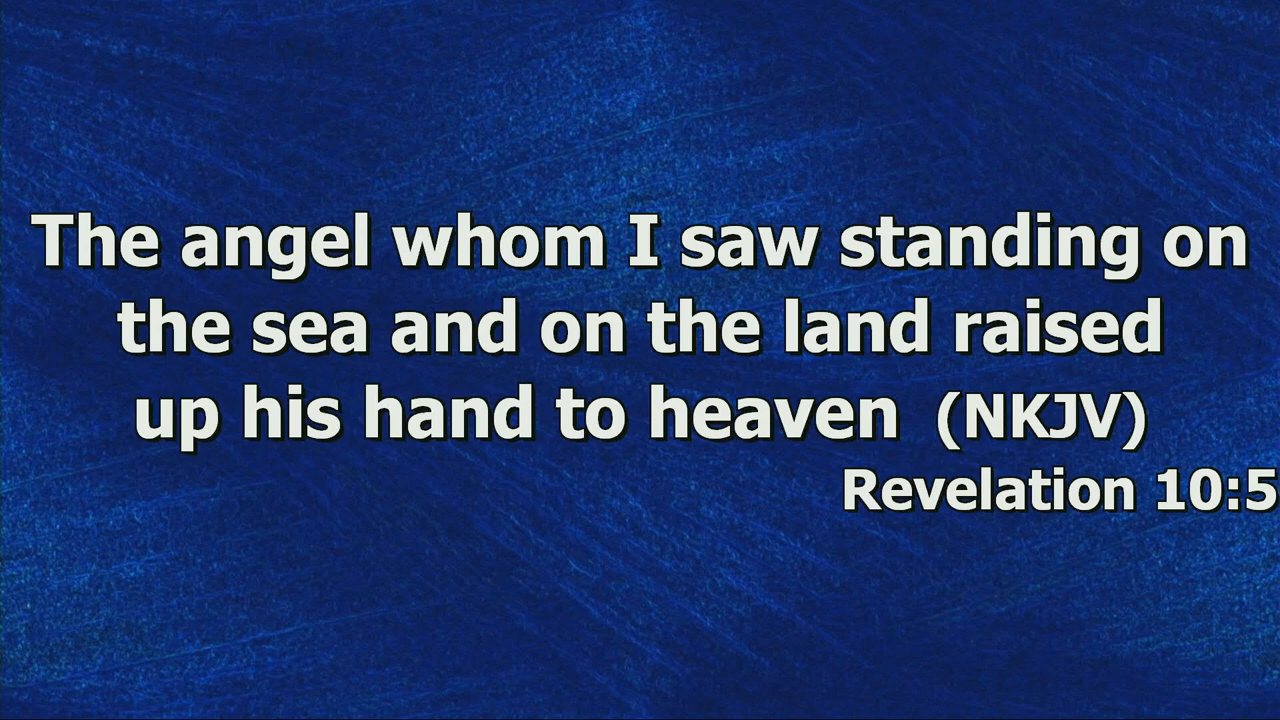 The angel whom I saw standing on
the sea and on the land raised
up his hand to heaven (NKJV)
Revelation 10:5